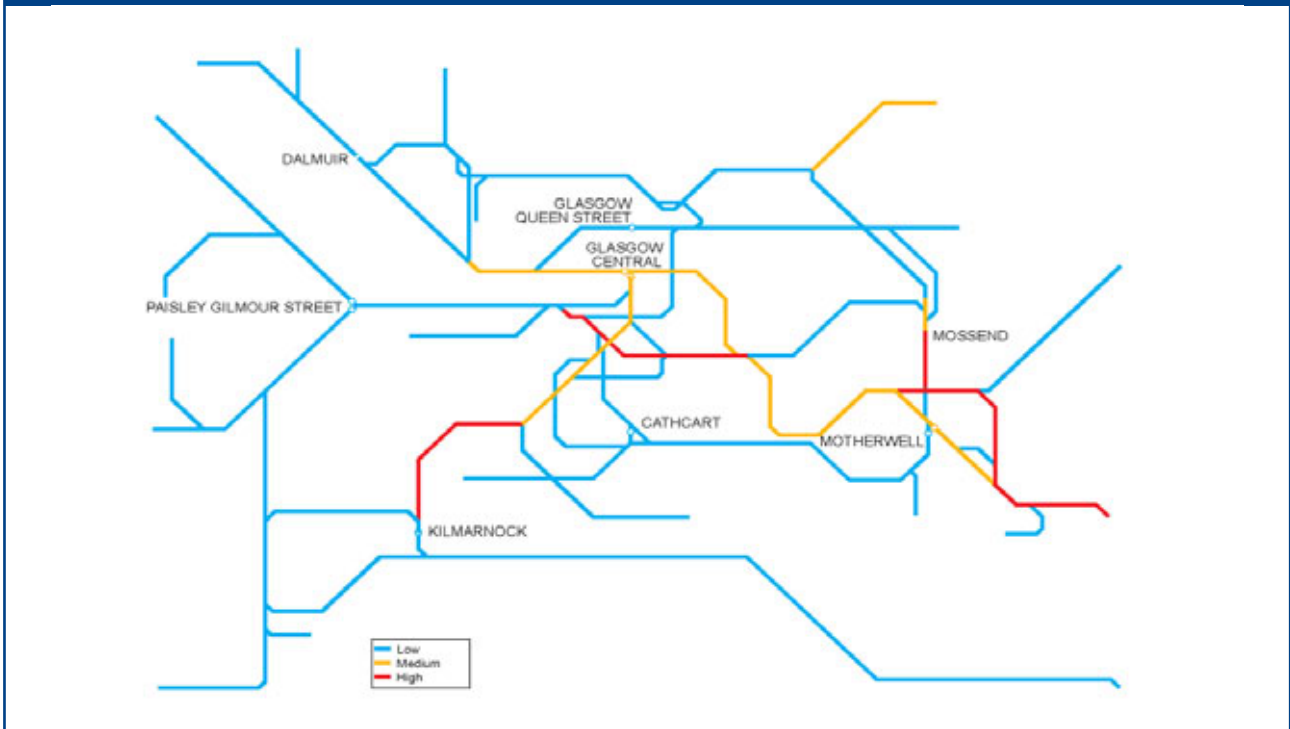 DALMUIR
GLASGOW
QUEEN STREET
GLASGOW
CENTRAL
PAISLEY GILMOUR STREET
MOSSEND
CATHCART
MOTHERWELL
KILMARNOCK
Low
Medium
High